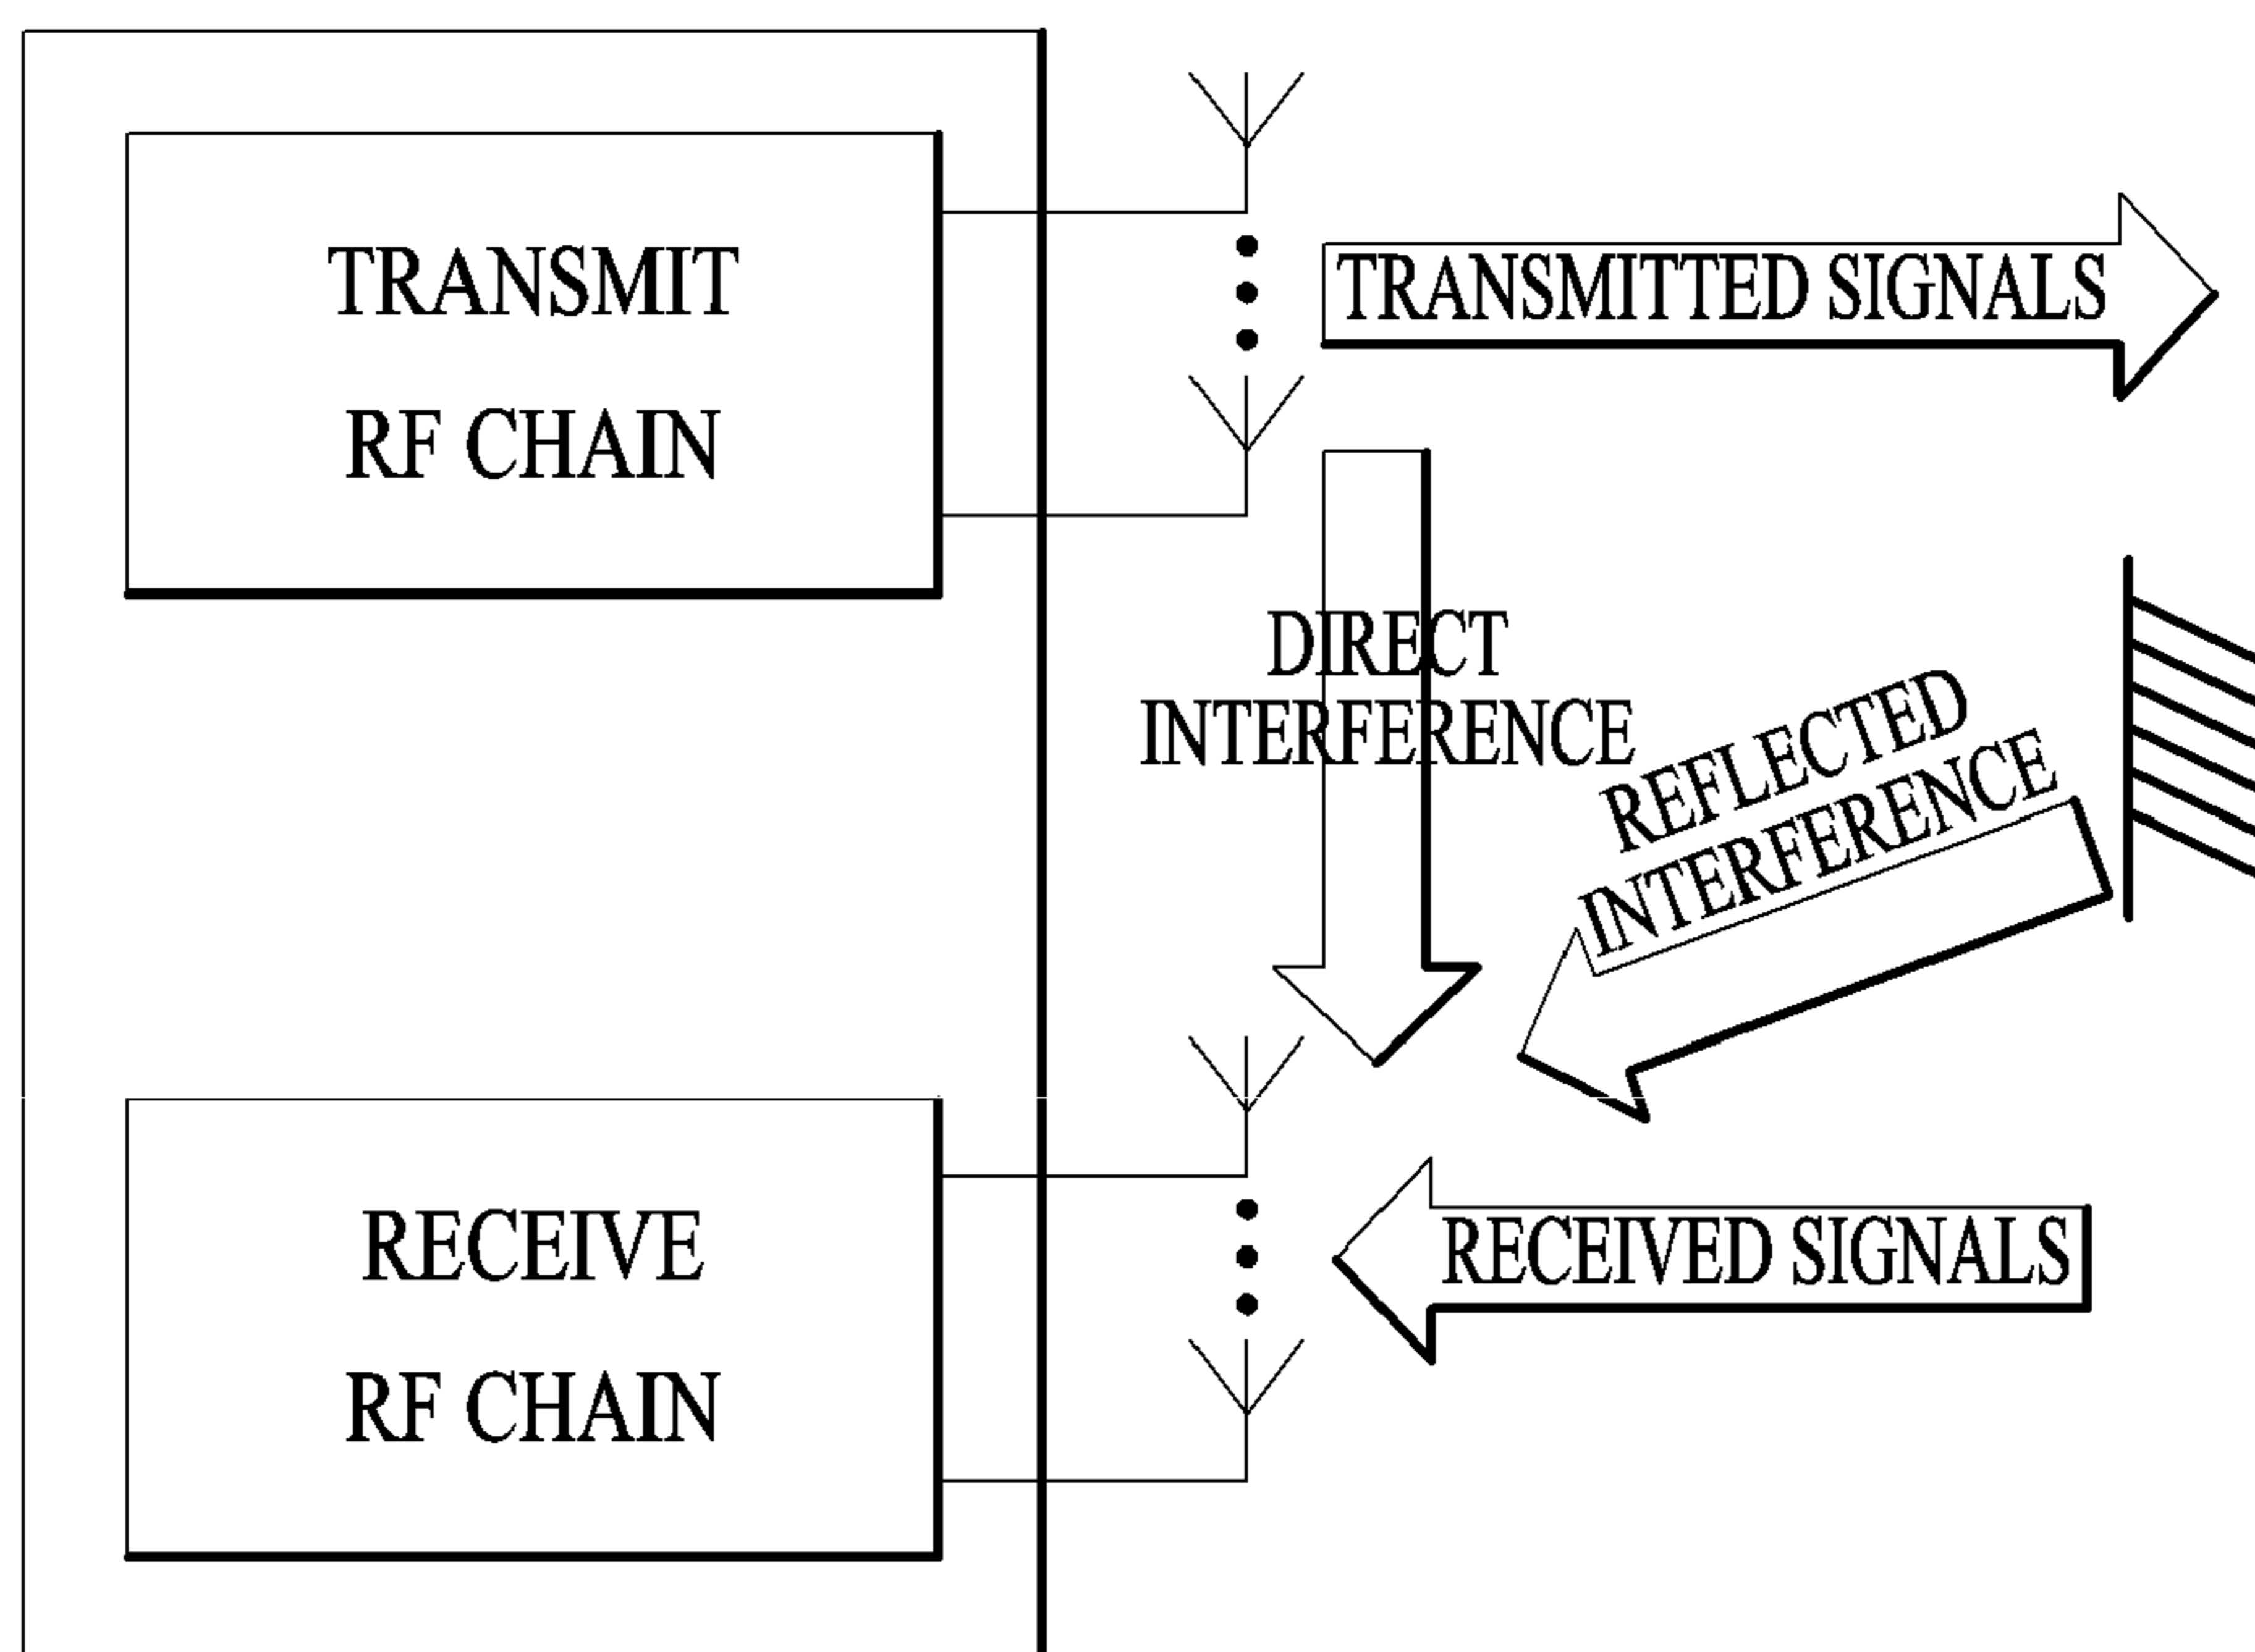 TRANSMIT
RF CHAIN
TRANSMITTED SIGNALS
DIRECT
INTERFERENCE
REFLECTED
INTERFERENCE
RECEIVE
RF CHAIN
RECEIVED SIGNALS